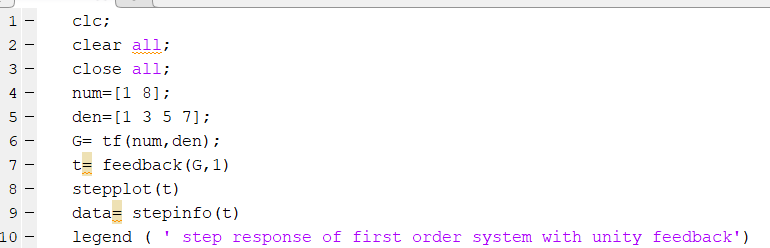 1 - clc;
2 - clear all;
3 - close all;
4 - num=[1 8];
5 - den=[1 3 5 7];
6 - G= tf(num,den);
7 - t= feedback(G,1)
8 - stepplot(t)
9 - data= stepinfo(t)
10 - legend ( ' step response of first order system with unity feedback')